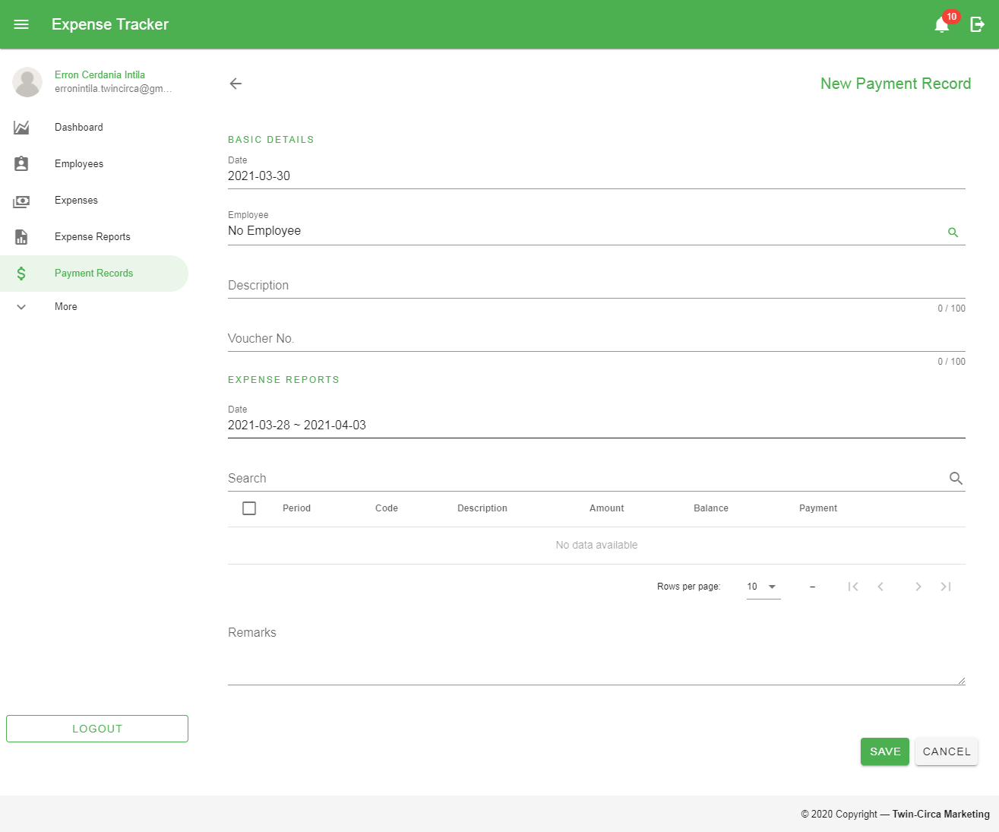 Expense Tracker
10
Erron Cerdania Intila
erronintila.twincirca@gm...
Dashboard
Employees
Expenses
Expense Reports
Payment Records
More
LOGOUT
New Payment Record
BASIC DETAILS
Date
2021-03-30
Employee
No Employee
Description
0 / 100
Voucher No.
0 / 100
EXPENSE REPORTS
Date
2021-03-28 ~ 2021-04-03
Search
Period Code Description Amount Balance Payment
No data available
Rows per page: 10 –
Remarks
SAVE CANCEL
© 2020 Copyright — Twin-Circa Marketing